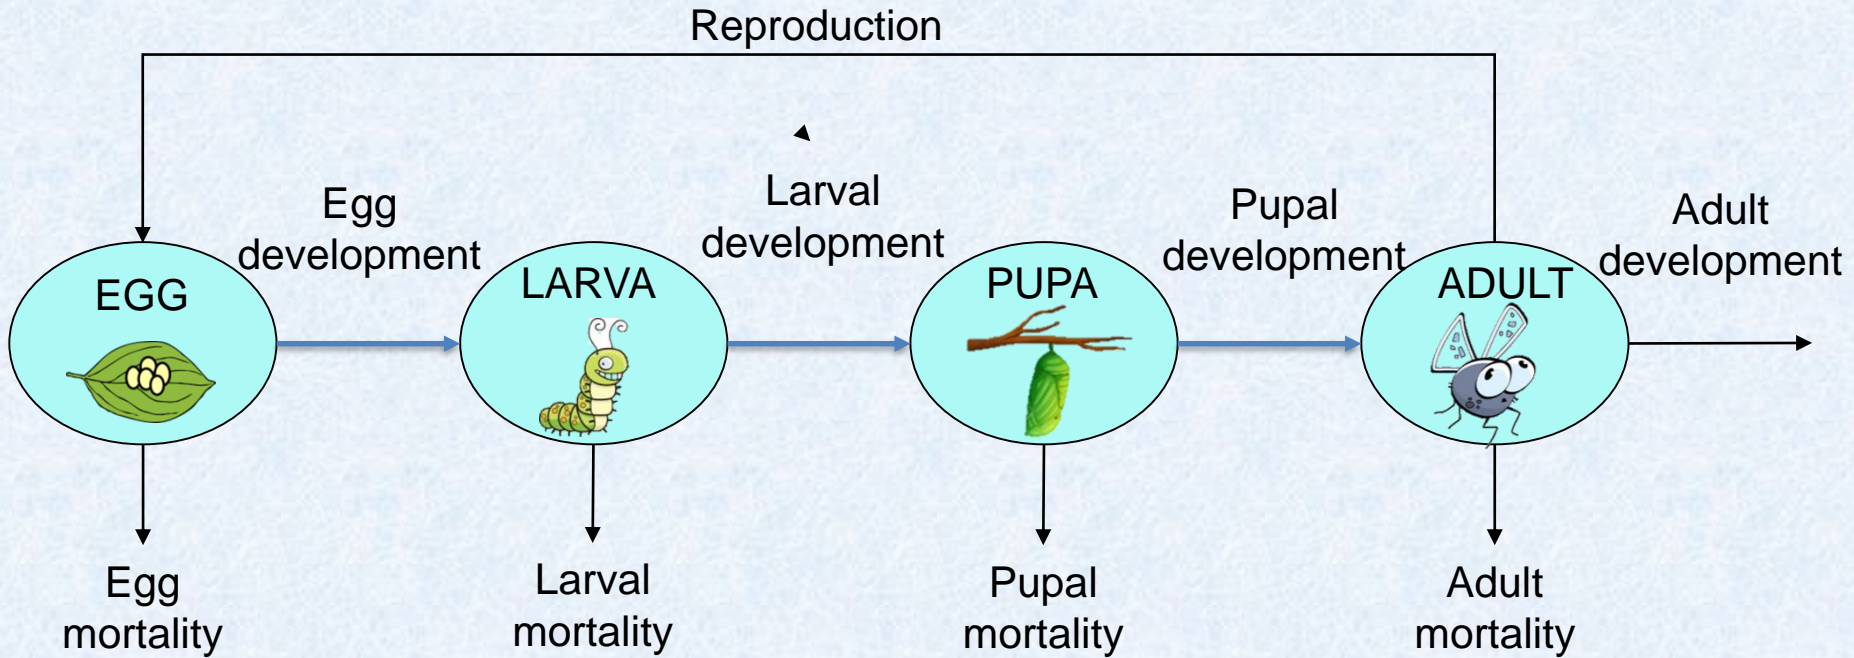 Reproduction
Egg
development
Larval
development
Pupal
development
Adult
development
EGG
LARVA
PUPA
ADULT
Egg
mortality
Larval
mortality
Pupal
mortality
Adult
mortality